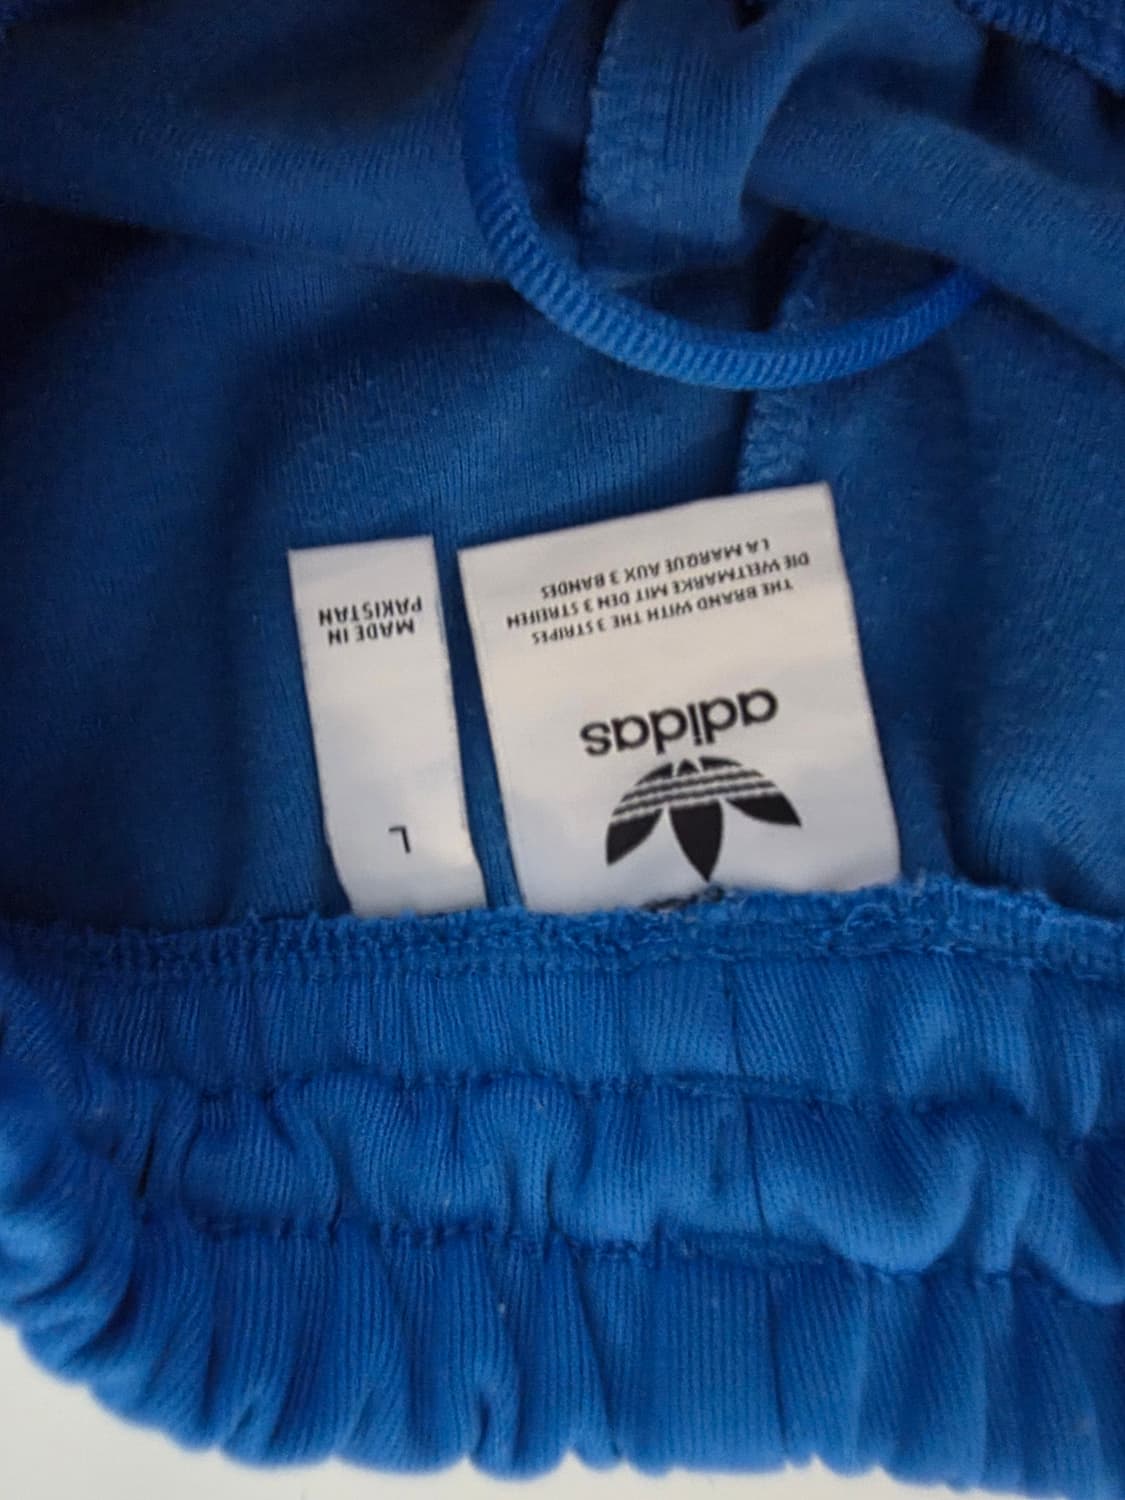 adidas
THE BRAND WITH THE 3 STRIPES
DIE WELTMARKE MIT DEN 3 STREIFEN
LA MARQUE AUX 3 BANDES
L
MADE IN
PAKISTAN